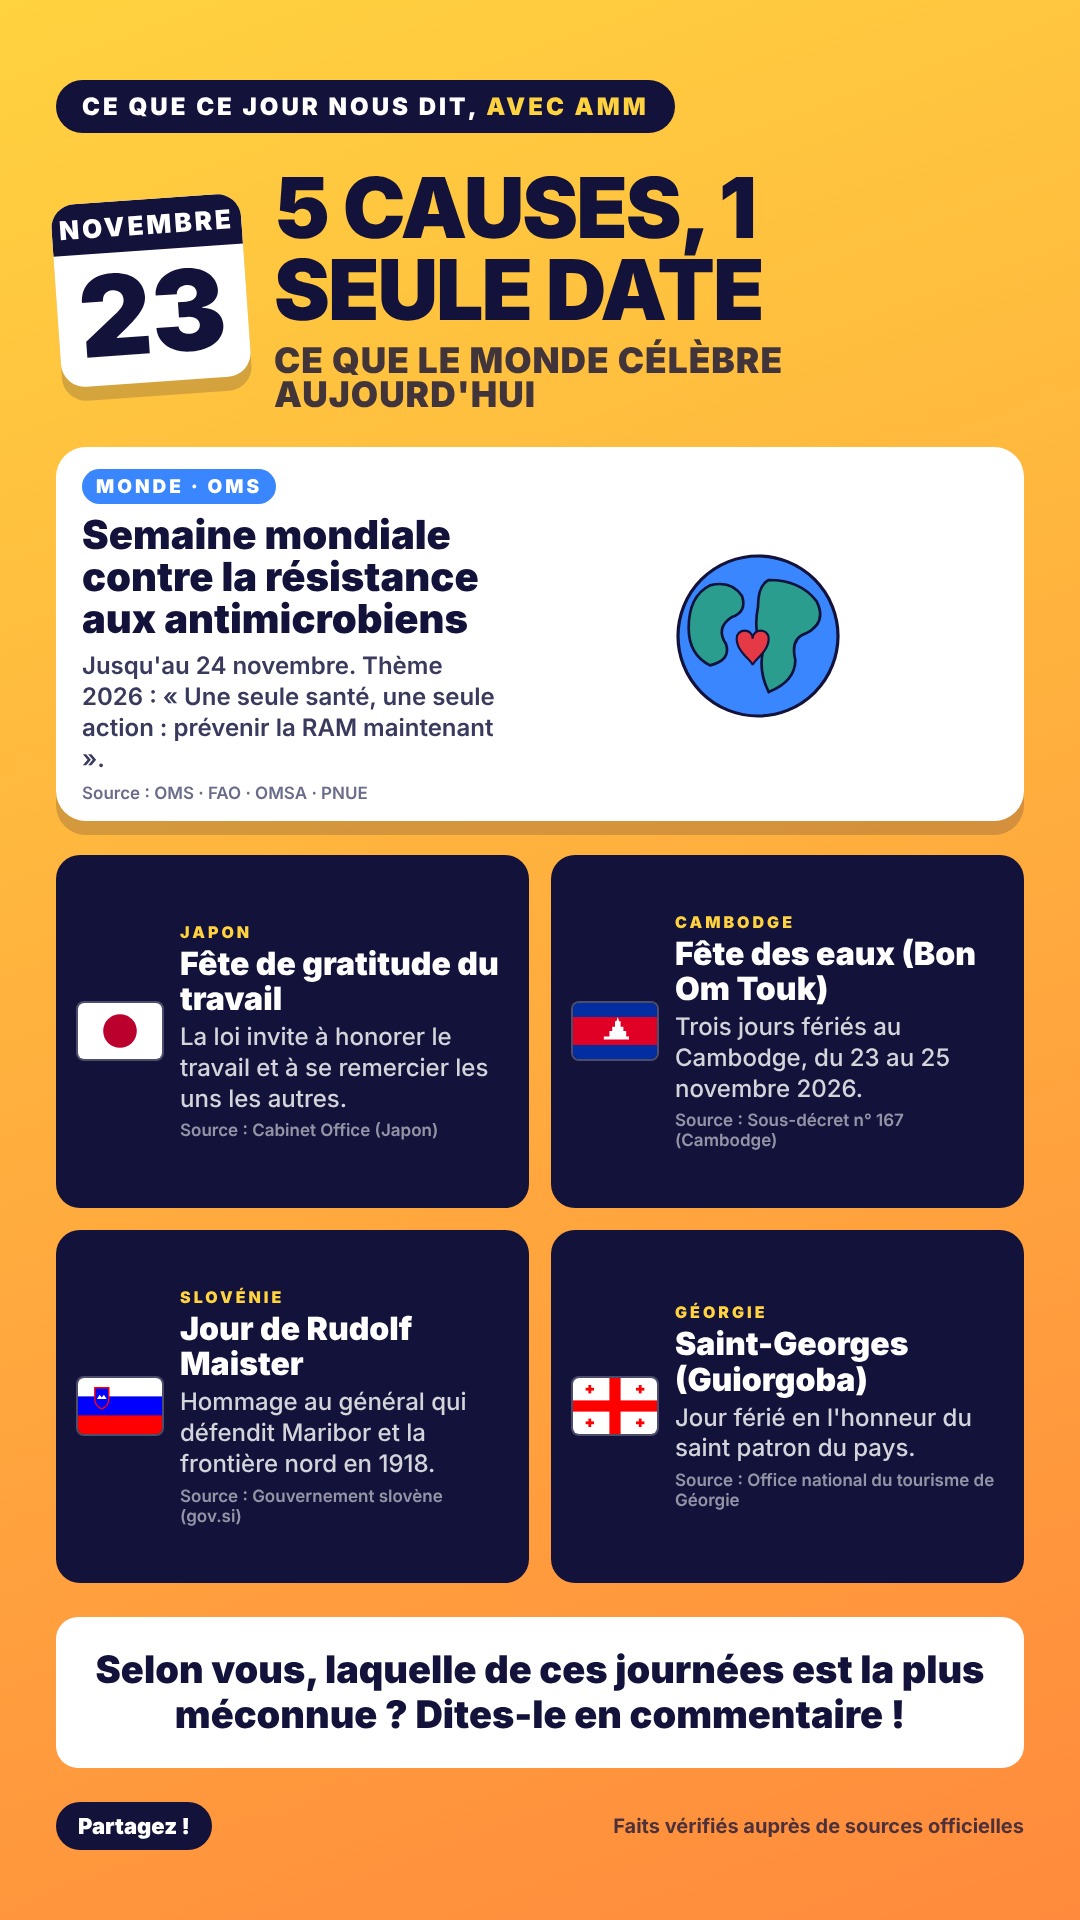 CE QUE CE JOUR NOUS DIT, AVEC AMM
NOVEMBRE
23
5 CAUSES, 1
SEULE DATE
CE QUE LE MONDE CÉLÈBRE
AUJOURD'HUI
MONDE · OMS
Semaine mondiale
contre la résistance
aux antimicrobiens
Jusqu'au 24 novembre. Thème
2026 : « Une seule santé, une seule
action : prévenir la RAM maintenant
».
Source : OMS · FAO · OMSA · PNUE
JAPON
Fête de gratitude du
travail
La loi invite à honorer le
travail et à se remercier les
uns les autres.
Source : Cabinet Office (Japon)
CAMBODGE
Fête des eaux (Bon
Om Touk)
Trois jours fériés au
Cambodge, du 23 au 25
novembre 2026.
Source : Sous-décret n° 167
(Cambodge)
SLOVÉNIE
Jour de Rudolf
Maister
Hommage au général qui
défendit Maribor et la
frontière nord en 1918.
Source : Gouvernement slovène
(gov.si)
GÉORGIE
Saint-Georges
(Guiorgoba)
Jour férié en l'honneur du
saint patron du pays.
Source : Office national du tourisme de
Géorgie
Selon vous, laquelle de ces journées est la plus
méconnue ? Dites-le en commentaire !
Partagez !
Faits vérifiés auprès de sources officielles